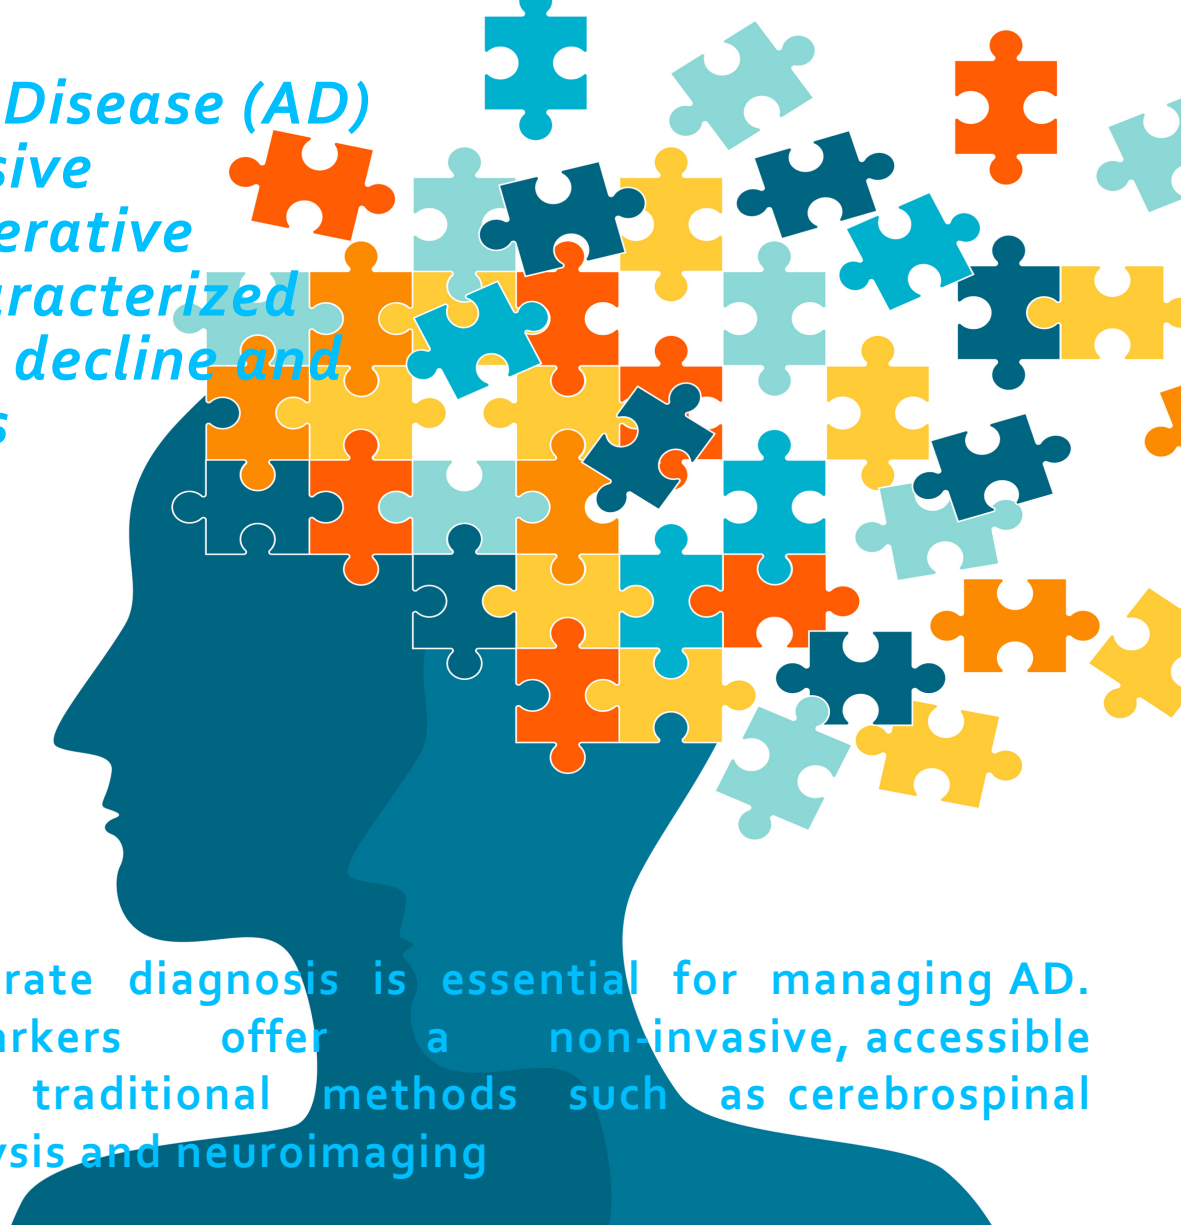 Disease (AD)
sive
erative
aracterized
decline and
s
rate diagnosis is essential for managing AD.
arkers offer a non-invasive, accessible
traditional methods such as cerebrospinal
ysis and neuroimaging